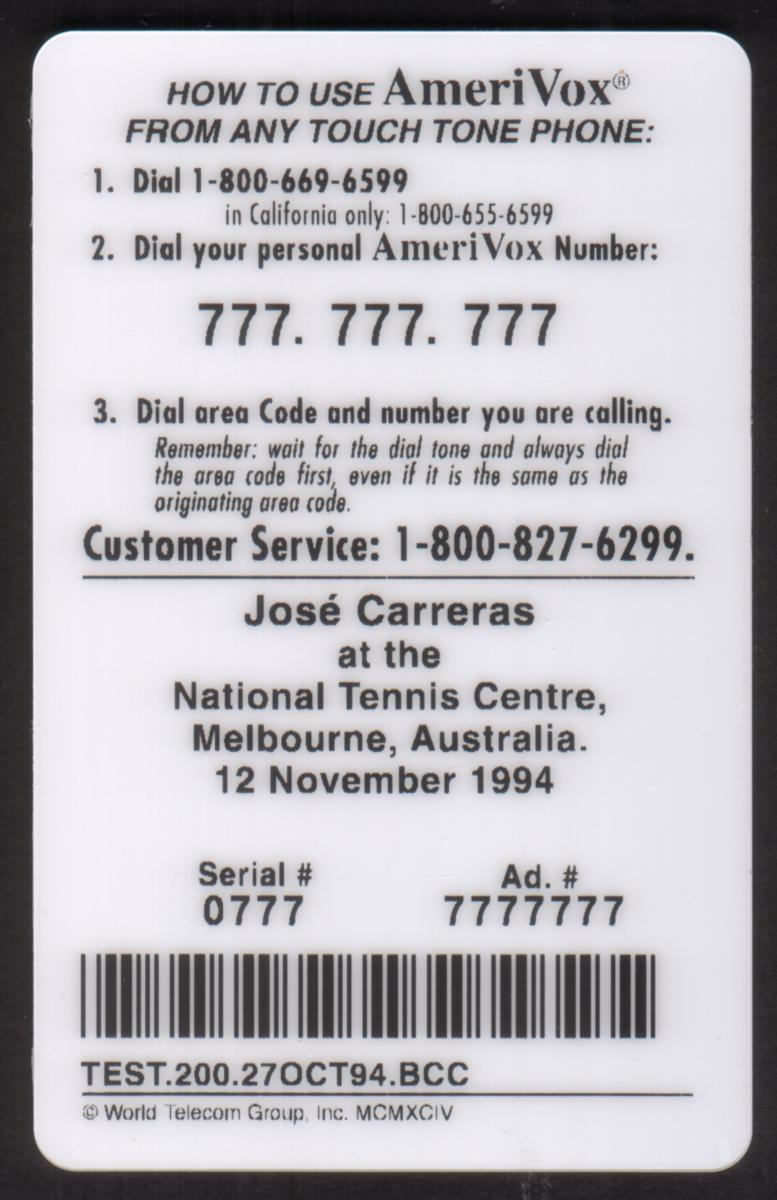 HOW TO USE AmeriVox®
FROM ANY TOUCH TONE PHONE:
1. Dial 1-800-669-6599
in California only: 1-800-655-6599
2. Dial your personal AmeriVox Number:
777. 777. 777
3. Dial area Code and number you are calling.
Remember: wait for the dial tone and always dial
the area code first, even if it is the same as the
originating area code.
Customer Service: 1-800-827-6299.
José Carreras
at the
National Tennis Centre,
Melbourne, Australia.
12 November 1994
Serial # Ad. #
0777 7777777
TEST.200.27OCT94.BCC
© World Telecom Group, Inc. MCMXCIV